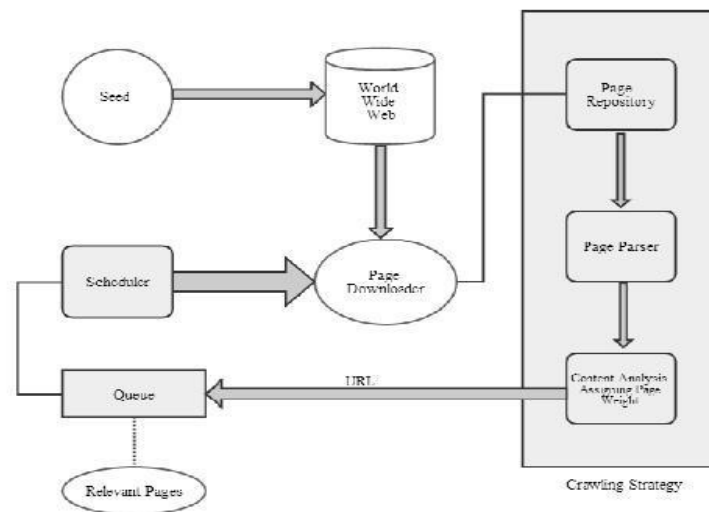 Seed
World
Wide
Web
Page
Repository
Page Parser
Scheduler
Page
Downloader
Content Analysis
Assigning Page
Weight
URL
Queue
Relevant Pages
Crawling Strategy